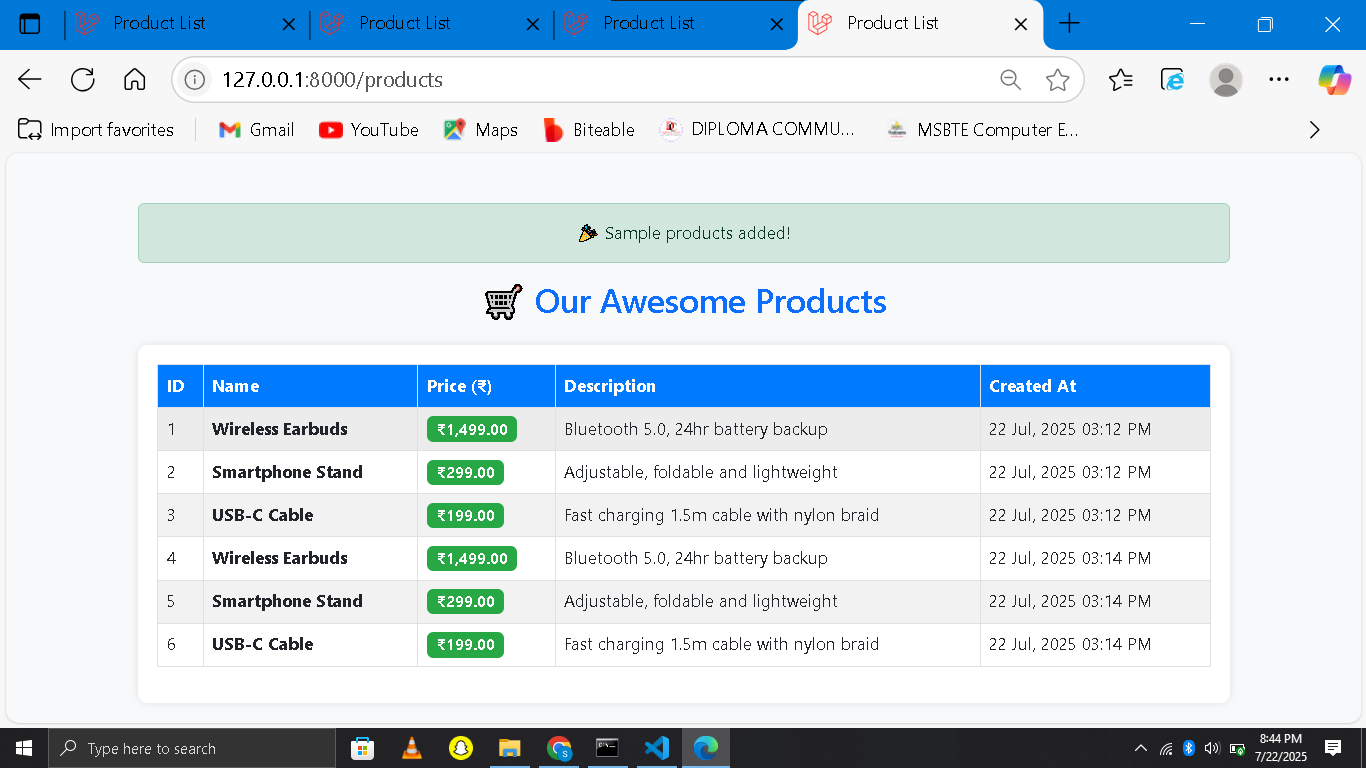 Product List Product List Product List Product List
127.0.0.1:8000/products
Import favorites Gmail YouTube Maps Biteable DIPLOMA COMMU... MSBTE Computer E...
🎉 Sample products added!
🛒 Our Awesome Products
ID Name Price (₹) Description Created At
1 Wireless Earbuds ₹1,499.00 Bluetooth 5.0, 24hr battery backup 22 Jul, 2025 03:12 PM
2 Smartphone Stand ₹299.00 Adjustable, foldable and lightweight 22 Jul, 2025 03:12 PM
3 USB-C Cable ₹199.00 Fast charging 1.5m cable with nylon braid 22 Jul, 2025 03:12 PM
4 Wireless Earbuds ₹1,499.00 Bluetooth 5.0, 24hr battery backup 22 Jul, 2025 03:14 PM
5 Smartphone Stand ₹299.00 Adjustable, foldable and lightweight 22 Jul, 2025 03:14 PM
6 USB-C Cable ₹199.00 Fast charging 1.5m cable with nylon braid 22 Jul, 2025 03:14 PM
Type here to search
8:44 PM
7/22/2025